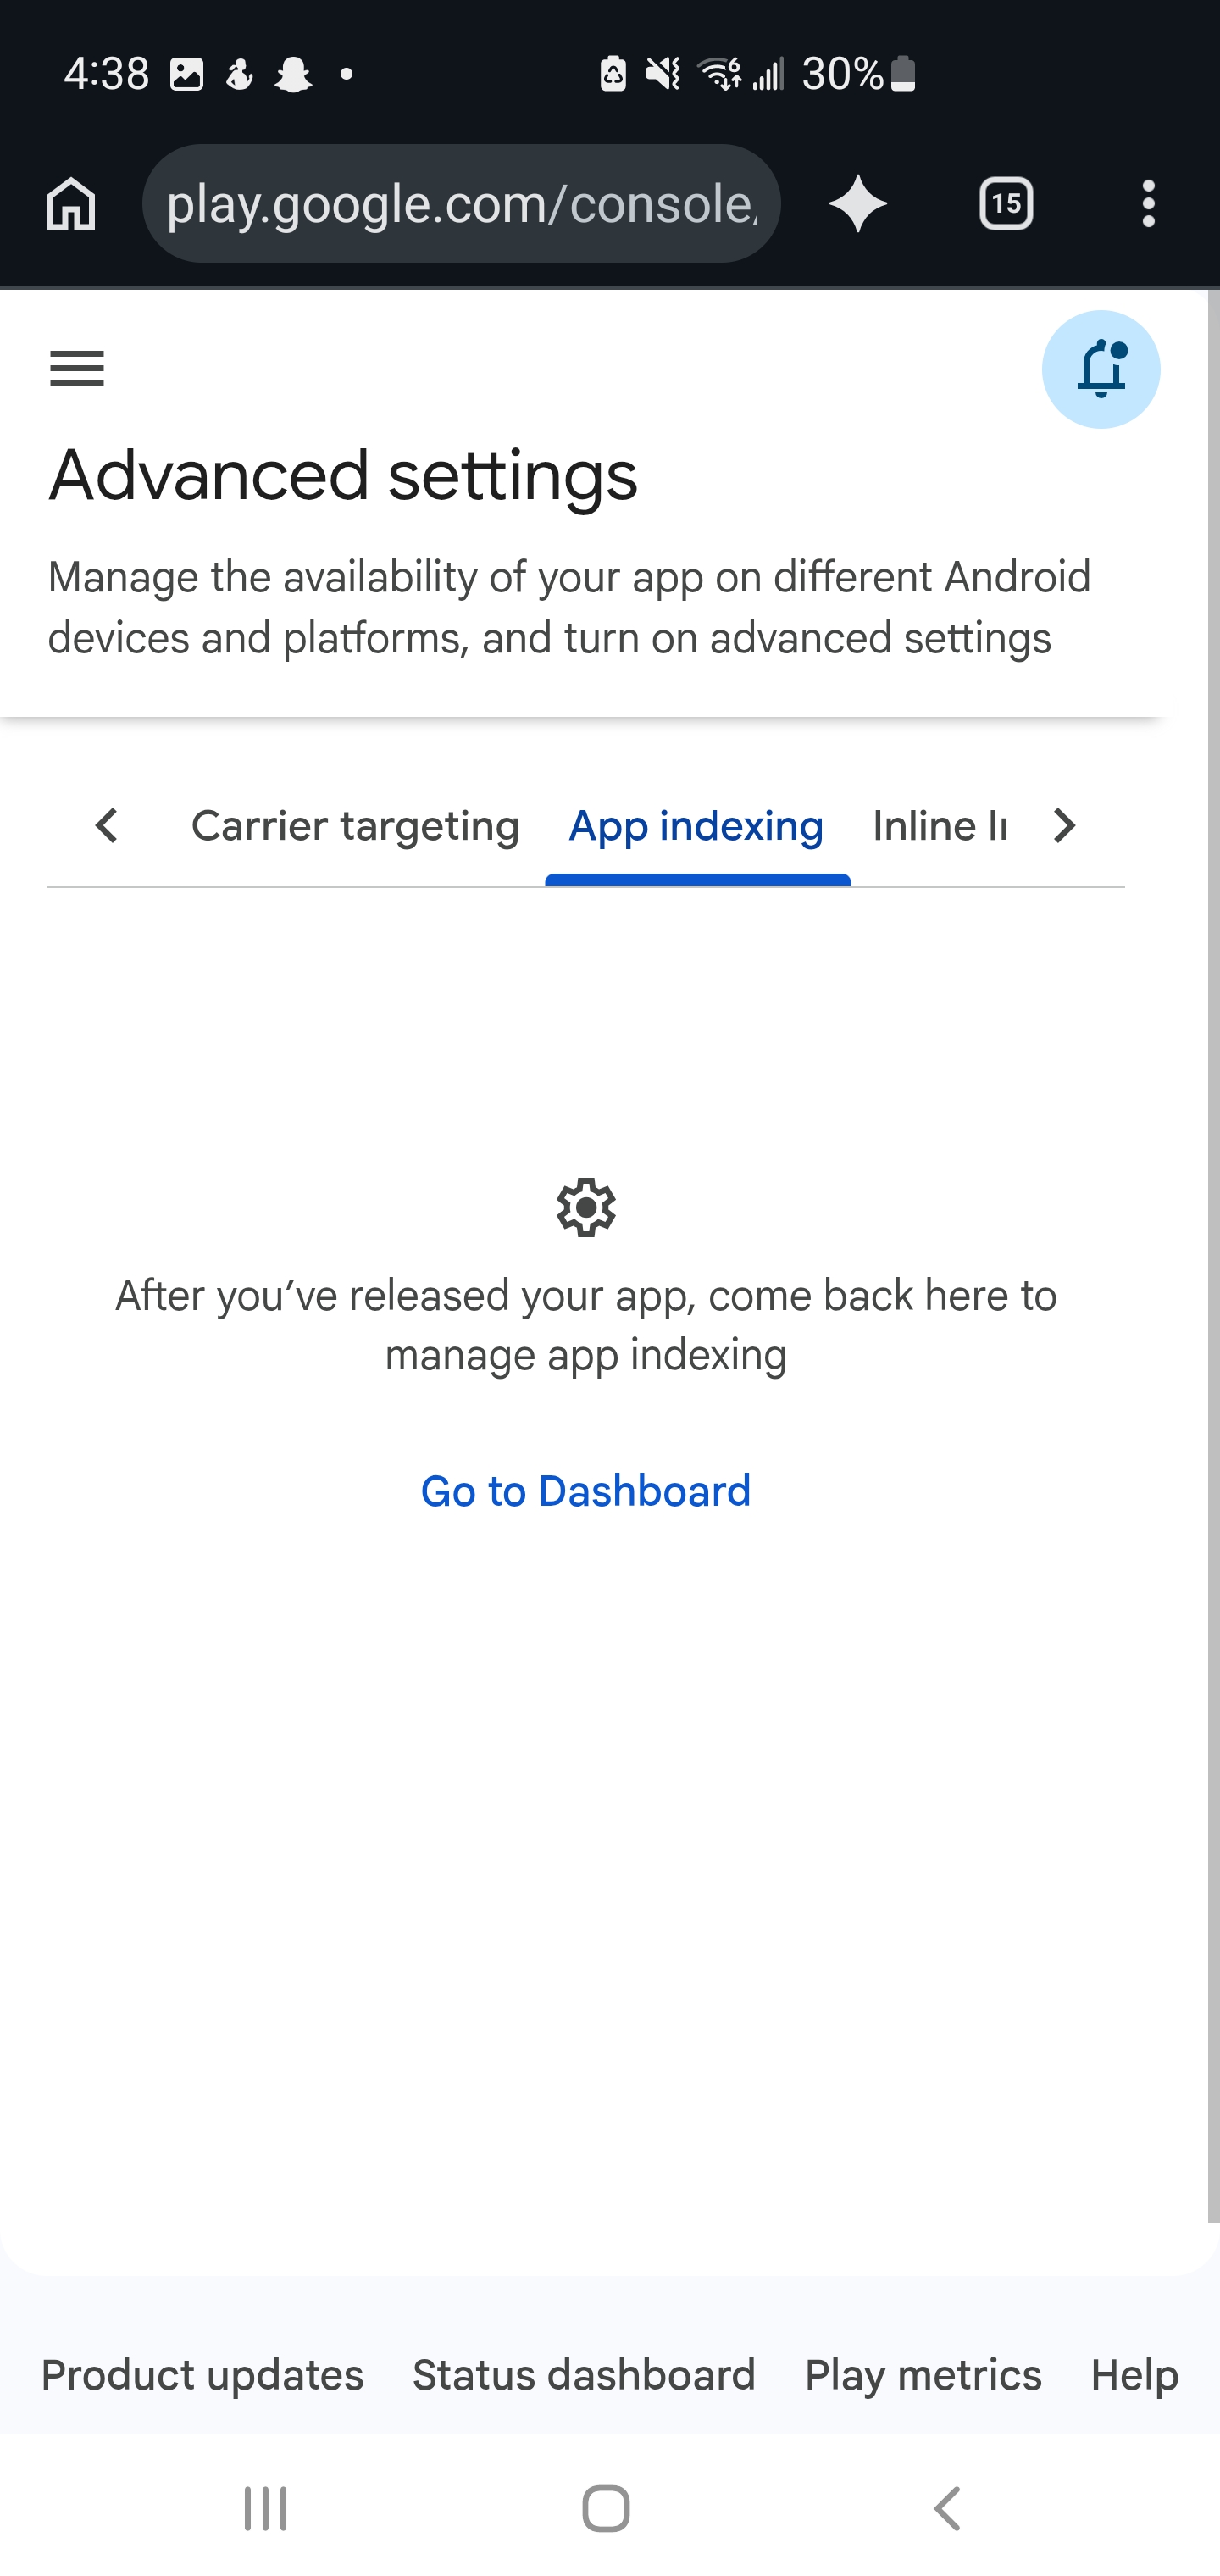 4:38
30%
play.google.com/console
15
Advanced settings
Manage the availability of your app on different Android
devices and platforms, and turn on advanced settings
Carrier targeting
App indexing
Inline
After you’ve released your app, come back here to
manage app indexing
Go to Dashboard
Product updates
Status dashboard
Play metrics
Help